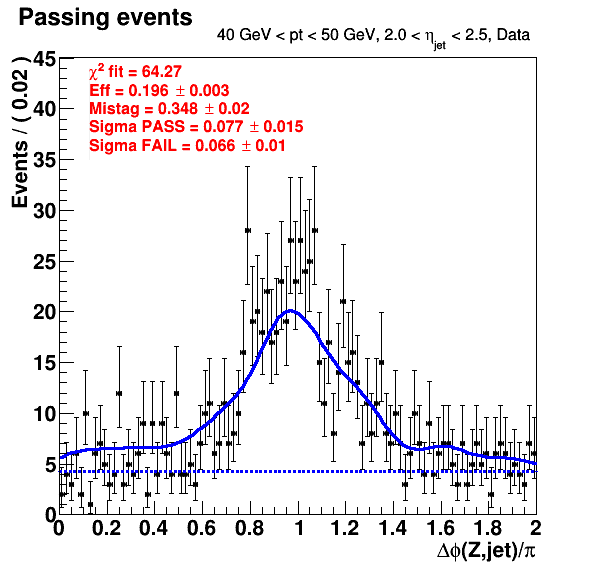 Passing events
40 GeV < pt < 50 GeV, 2.0 < η_jet < 2.5, Data
χ² fit = 64.27
Eff = 0.196 ± 0.003
Mistag = 0.348 ± 0.02
Sigma PASS = 0.077 ± 0.015
Sigma FAIL = 0.066 ± 0.01
Events / ( 0.02 )
45
40
35
30
25
20
15
10
5
0
0 0.2 0.4 0.6 0.8 1 1.2 1.4 1.6 1.8 2
Δϕ(Z,jet)/π